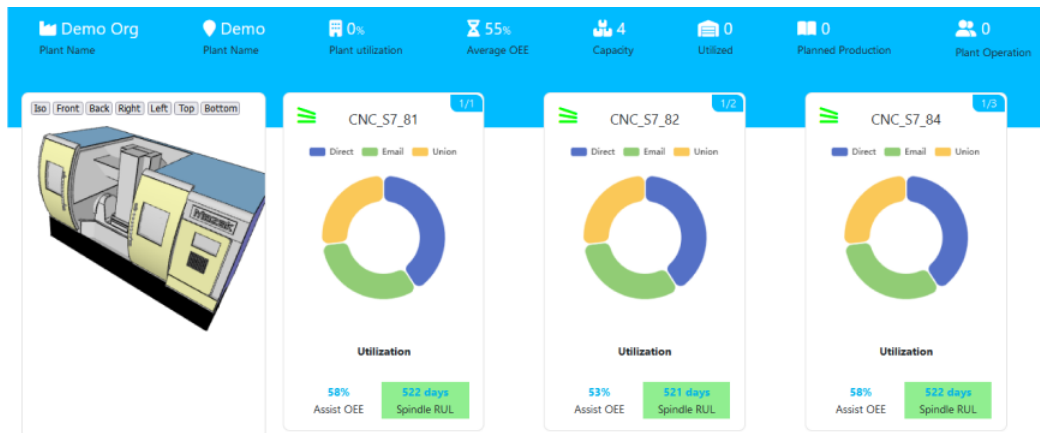 Demo Org
Plant Name
Demo
Plant Name
0%
Plant utilization
55%
Average OEE
4
Capacity
0
Utilized
0
Planned Production
0
Plant Operation
Iso Front Back Right Left Top Bottom
Mazak
1/1
CNC_S7_81
Direct Email Union
Utilization
58%
Assist OEE
522 days
Spindle RUL
1/2
CNC_S7_82
Direct Email Union
Utilization
53%
Assist OEE
521 days
Spindle RUL
1/3
CNC_S7_84
Direct Email Union
Utilization
58%
Assist OEE
522 days
Spindle RUL